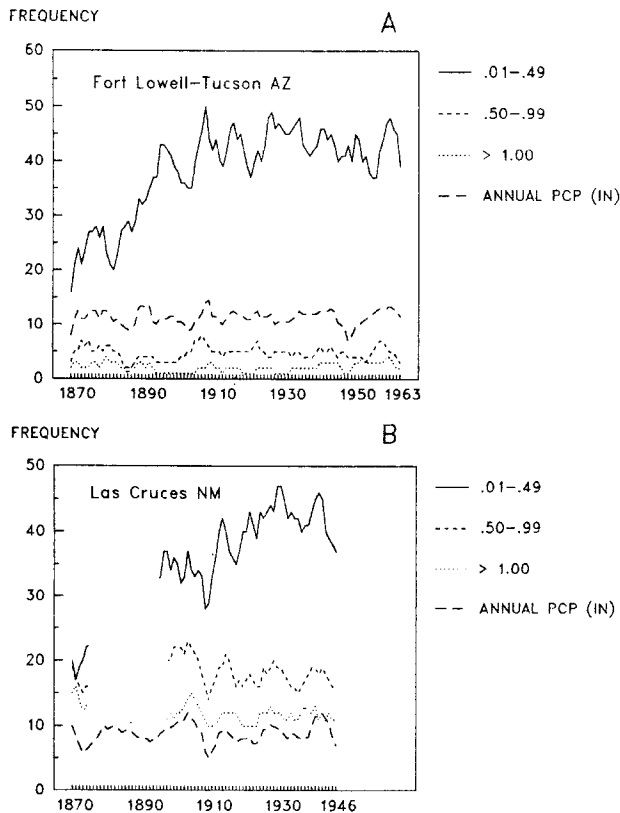 FREQUENCY
A
60
50
40
30
20
10
0
Fort Lowell–Tucson AZ
.01–.49
.50–.99
> 1.00
ANNUAL PCP (IN)
1870 1890 1910 1930 1950 1963
FREQUENCY
B
50
40
30
20
10
0
Las Cruces NM
.01–.49
.50–.99
> 1.00
ANNUAL PCP (IN)
1870 1890 1910 1930 1946